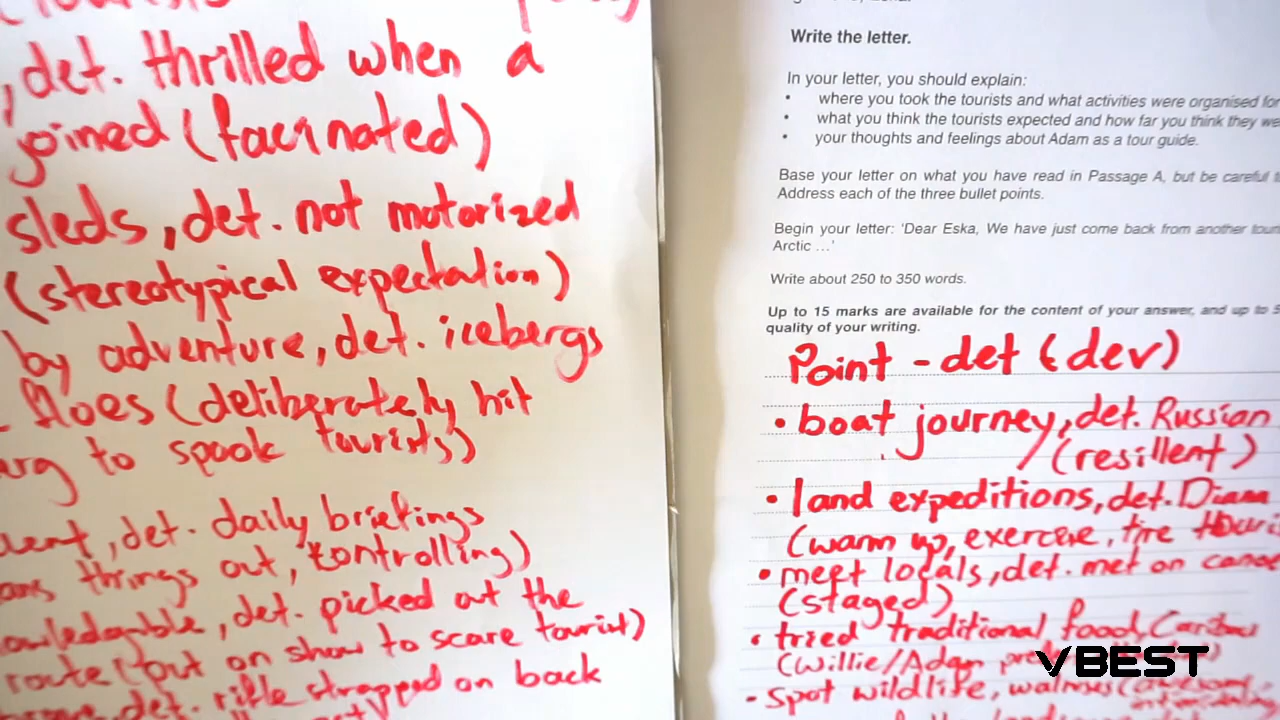 , det. thrilled when a
joined (facinated)
sleds, det. not motorized
(stereotypical expectation)
by adventure, det. icebergs
floes (deliberately hit
to spook tourists)
, det. daily briefings
things out, controlling)
, det. picked out the
route (put on show to scare tourist)
, det. rifle strapped on back
Write the letter.
In your letter, you should explain:
• where you took the tourists and what activities were organised for
• what you think the tourists expected and how far you think they we
• your thoughts and feelings about Adam as a tour guide.
Base your letter on what you have read in Passage A, but be careful t
Address each of the three bullet points.
Begin your letter: 'Dear Eska, We have just come back from another tour
Arctic ...'
Write about 250 to 350 words.
Up to 15 marks are available for the content of your answer, and up to 5
quality of your writing.
Point - det (dev)
• boat journey, det. Russian
(resillent)
• land expeditions, det. Diana
(warm up, exercise, tire
• meet locals, det. met on
(staged)
• tried traditional food, Caribou
(Willie/Adam
VBEST
• spot wildlife, walruses